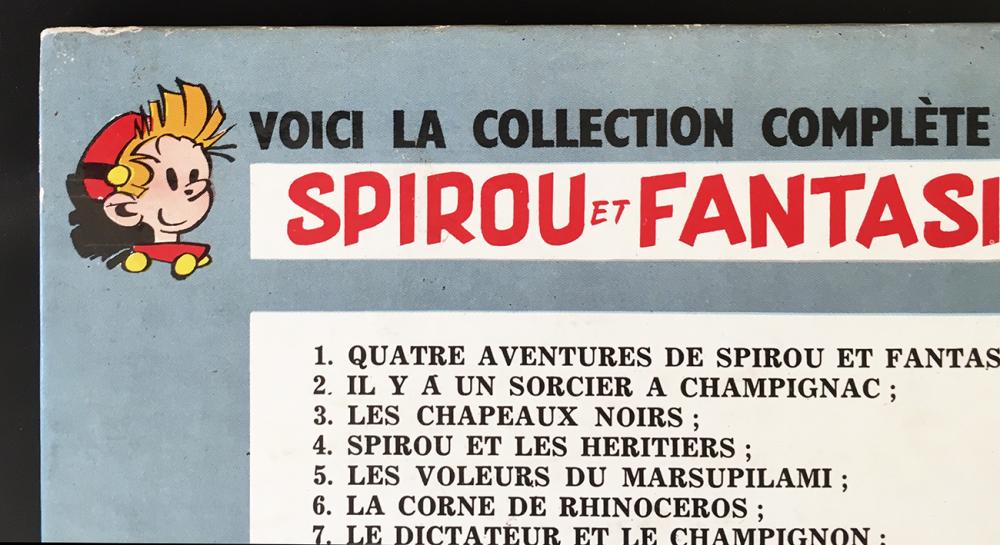 VOICI LA COLLECTION COMPLÈTE
SPIROU ET FANTASI
1. QUATRE AVENTURES DE SPIROU ET FANTAS
2. IL Y A UN SORCIER A CHAMPIGNAC ;
3. LES CHAPEAUX NOIRS ;
4. SPIROU ET LES HERITIERS ;
5. LES VOLEURS DU MARSUPILAMI ;
6. LA CORNE DE RHINOCEROS ;
7. LE DICTATEUR ET LE CHAMPIGNON ;